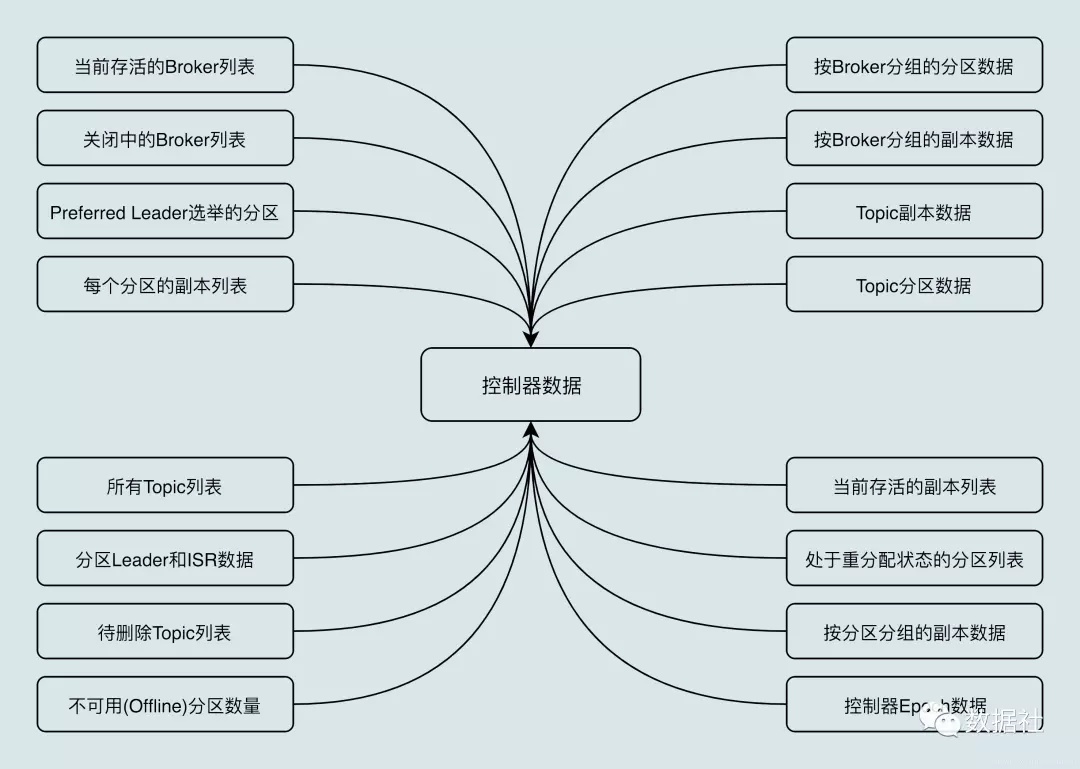 当前存活的Broker列表
关闭中的Broker列表
Preferred Leader选举的分区
每个分区的副本列表
按Broker分组的分区数据
按Broker分组的副本数据
Topic副本数据
Topic分区数据
控制器数据
所有Topic列表
分区Leader和ISR数据
待删除Topic列表
不可用(Offline)分区数量
当前存活的副本列表
处于重分配状态的分区列表
按分区分组的副本数据
控制器Epoch数据
数据社